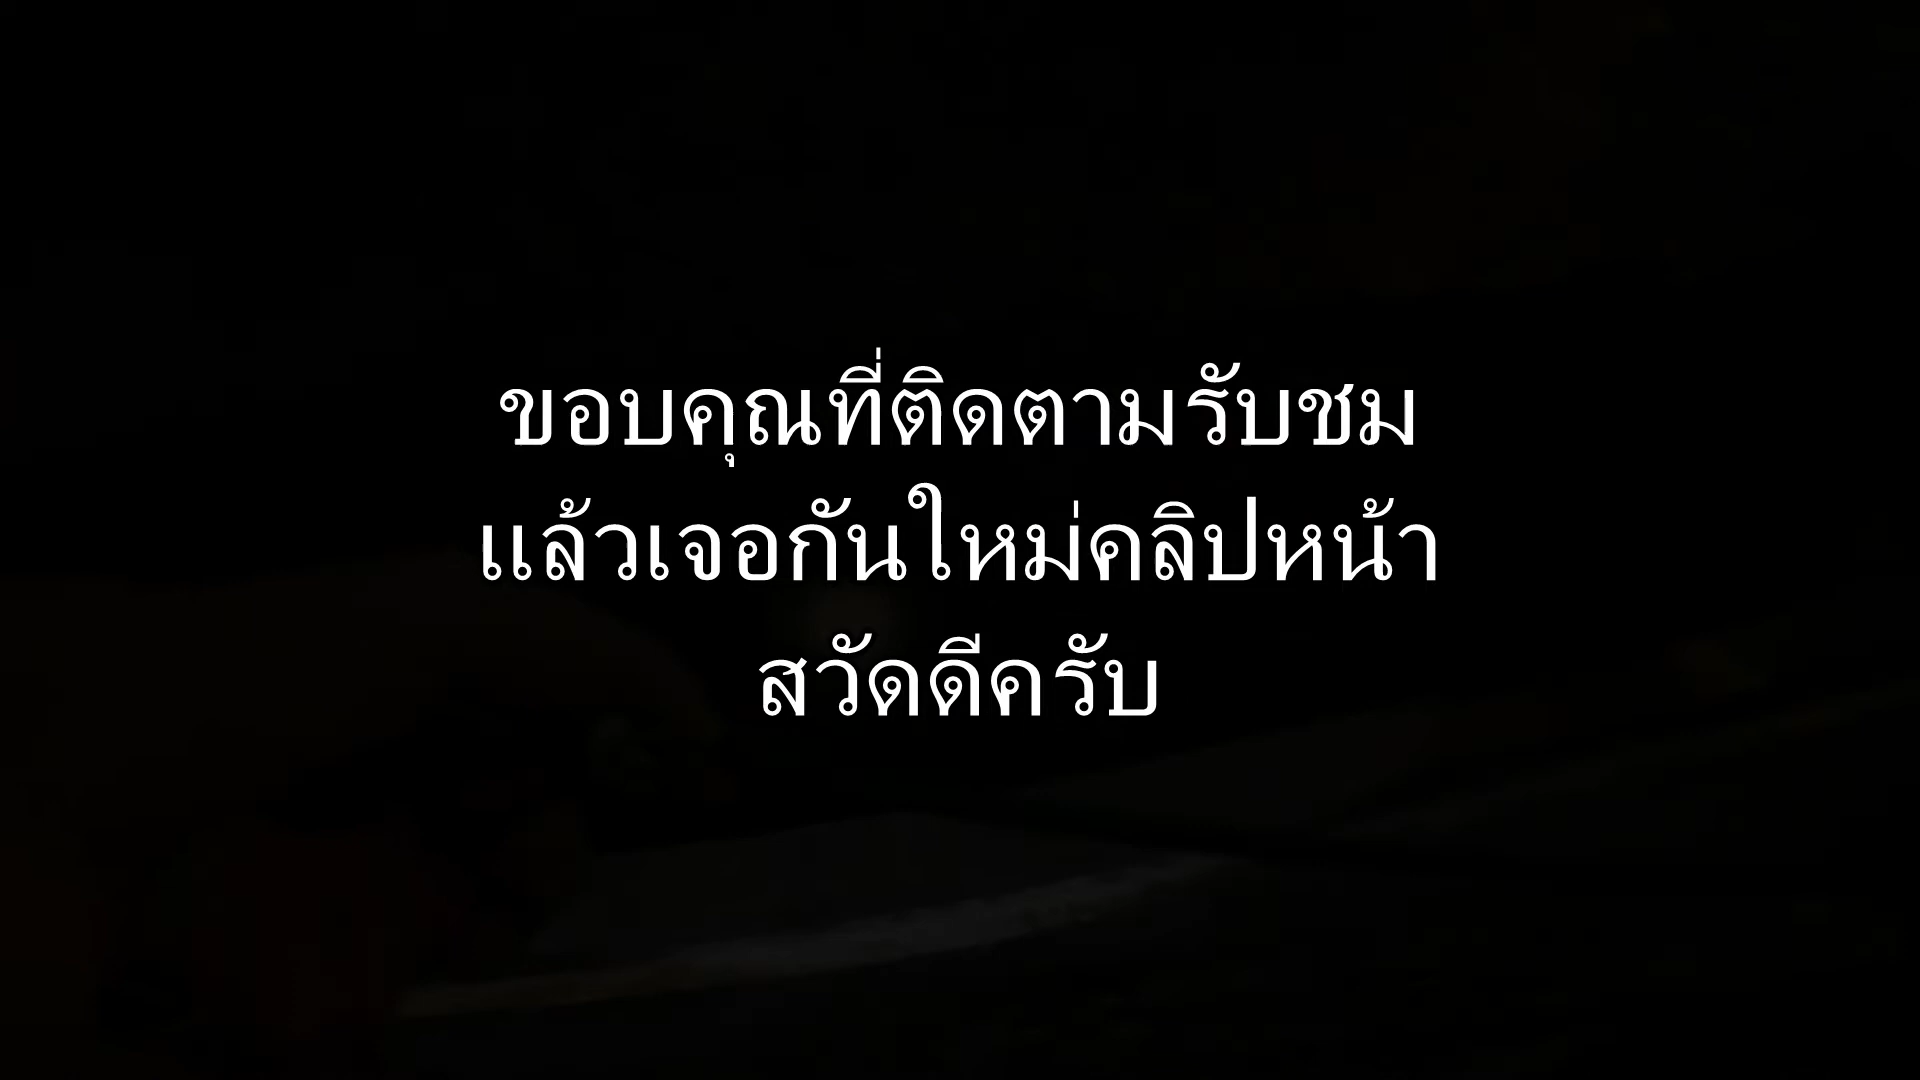 ขอบคุณที่ติดตามรับชม
แล้วเจอกันใหม่คลิปหน้า
สวัดดีครับ